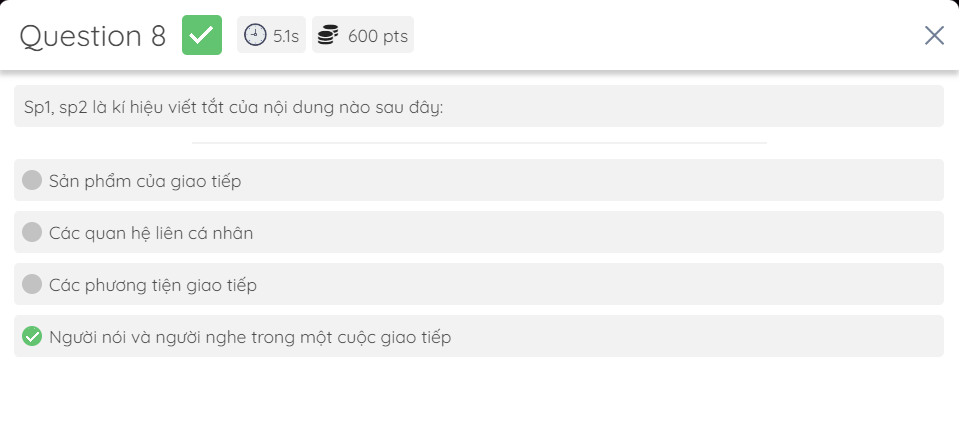 Question 8
5.1s
600 pts
Sp1, sp2 là kí hiệu viết tắt của nội dung nào sau đây:
Sản phẩm của giao tiếp
Các quan hệ liên cá nhân
Các phương tiện giao tiếp
Người nói và người nghe trong một cuộc giao tiếp